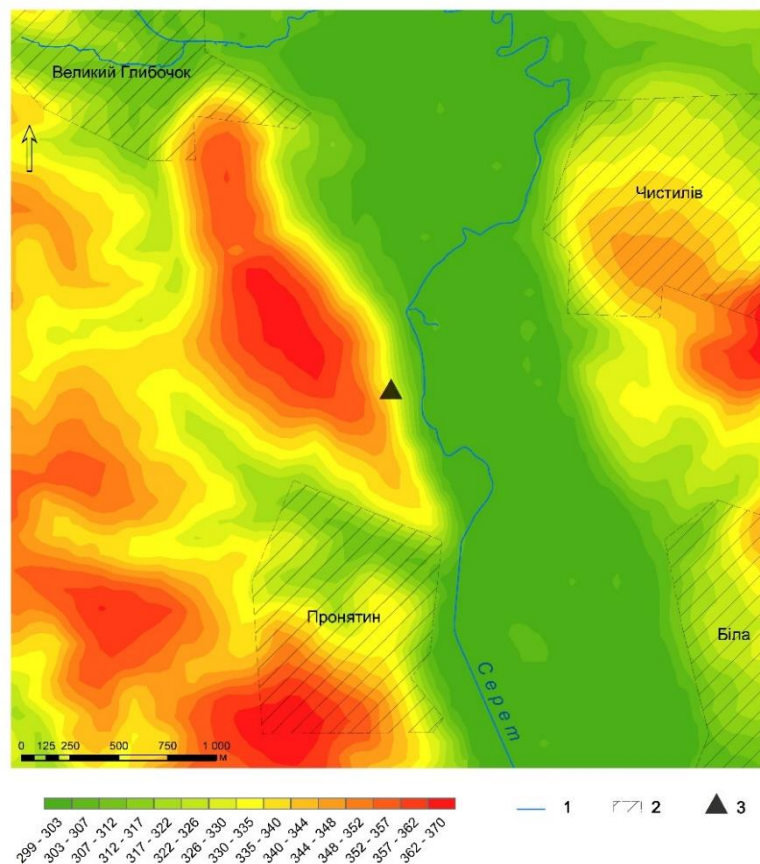 Великий Глибочок
Чистилів
Пронятин
Біла
Серет
0 125 250 500 750 1 000
м
299 - 303
303 - 307
307 - 312
312 - 317
317 - 322
322 - 326
326 - 330
330 - 335
335 - 340
340 - 344
344 - 348
348 - 352
352 - 357
357 - 362
362 - 370
1
2
3